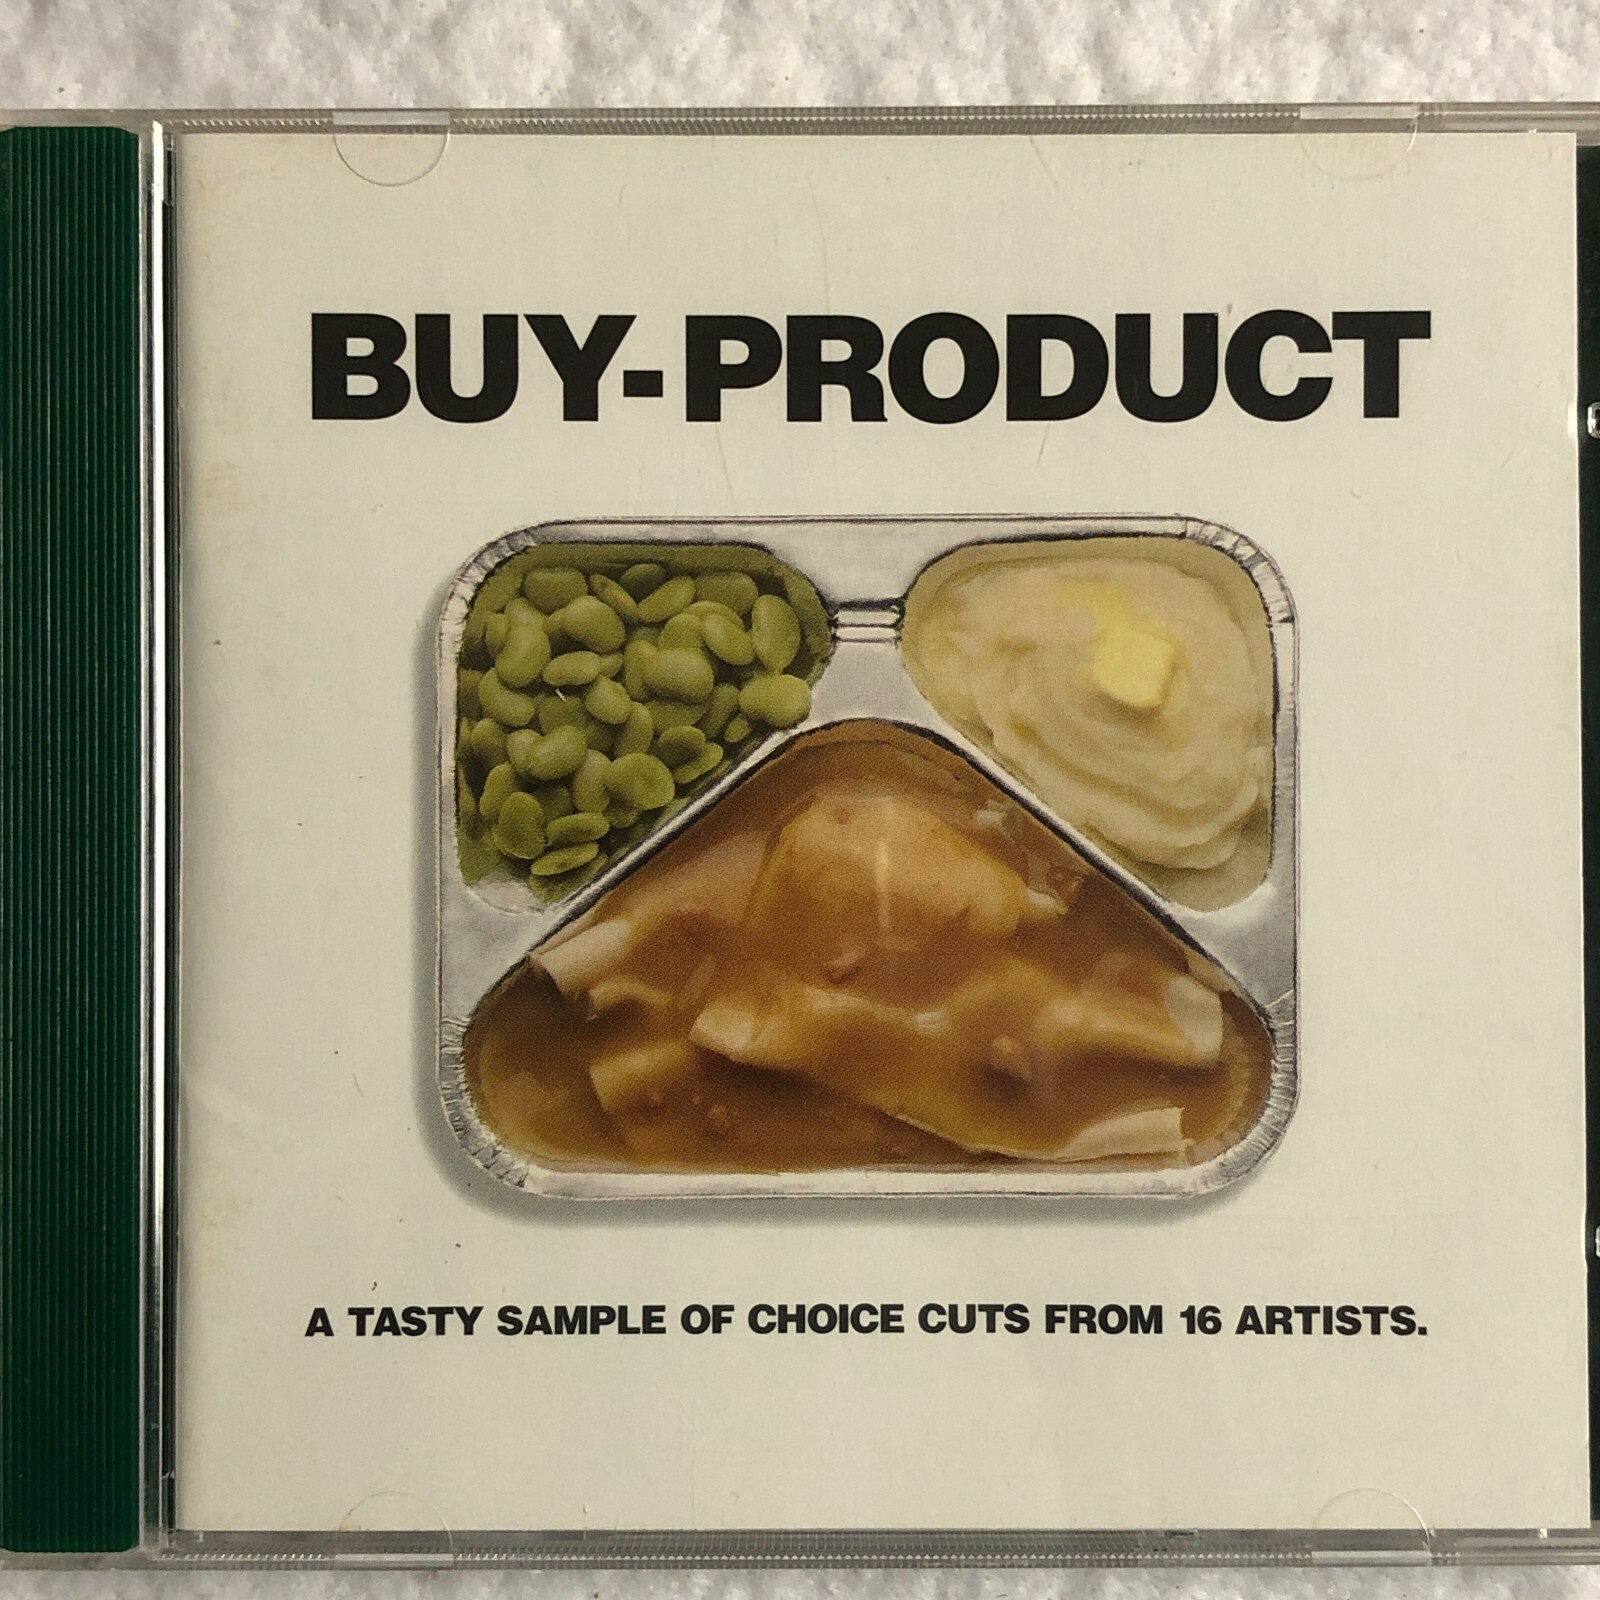 BUY-PRODUCT
A TASTY SAMPLE OF CHOICE CUTS FROM 16 ARTISTS.